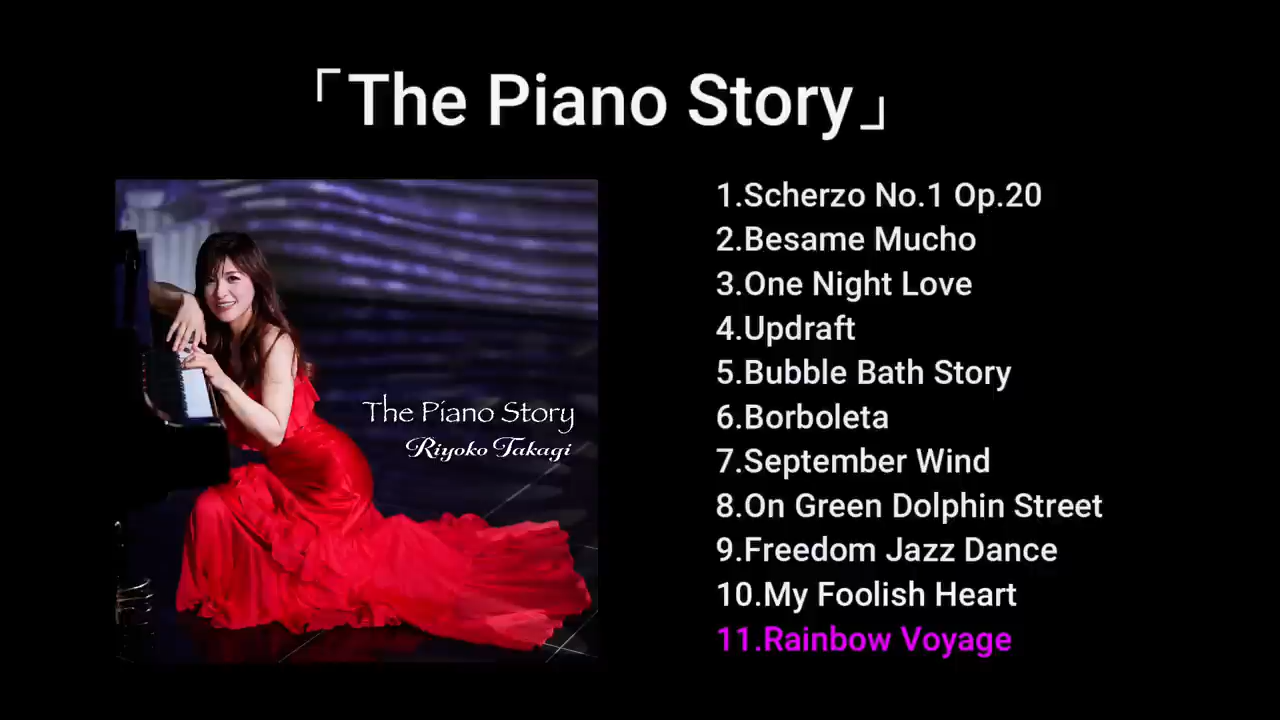 「The Piano Story」
The Piano Story
Riyoko Takagi
1.Scherzo No.1 Op.20
2.Besame Mucho
3.One Night Love
4.Updraft
5.Bubble Bath Story
6.Borboleta
7.September Wind
8.On Green Dolphin Street
9.Freedom Jazz Dance
10.My Foolish Heart
11.Rainbow Voyage